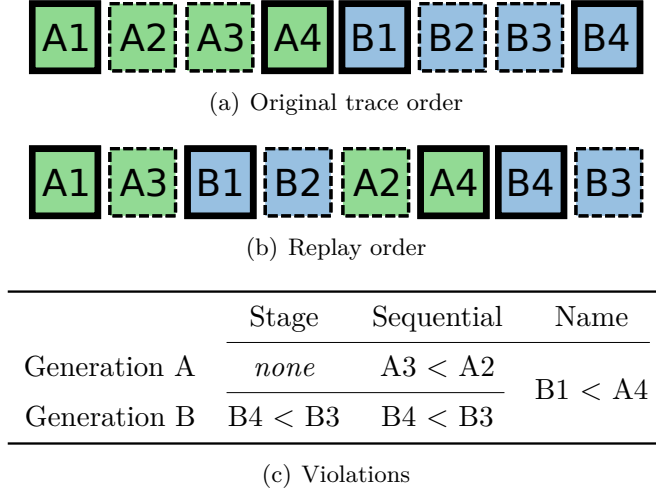 A1 A2 A3 A4 B1 B2 B3 B4
(a) Original trace order
A1 A3 B1 B2 A2 A4 B4 B3
(b) Replay order
Stage Sequential Name
Generation A none A3 < A2
B1 < A4
Generation B B4 < B3 B4 < B3
(c) Violations